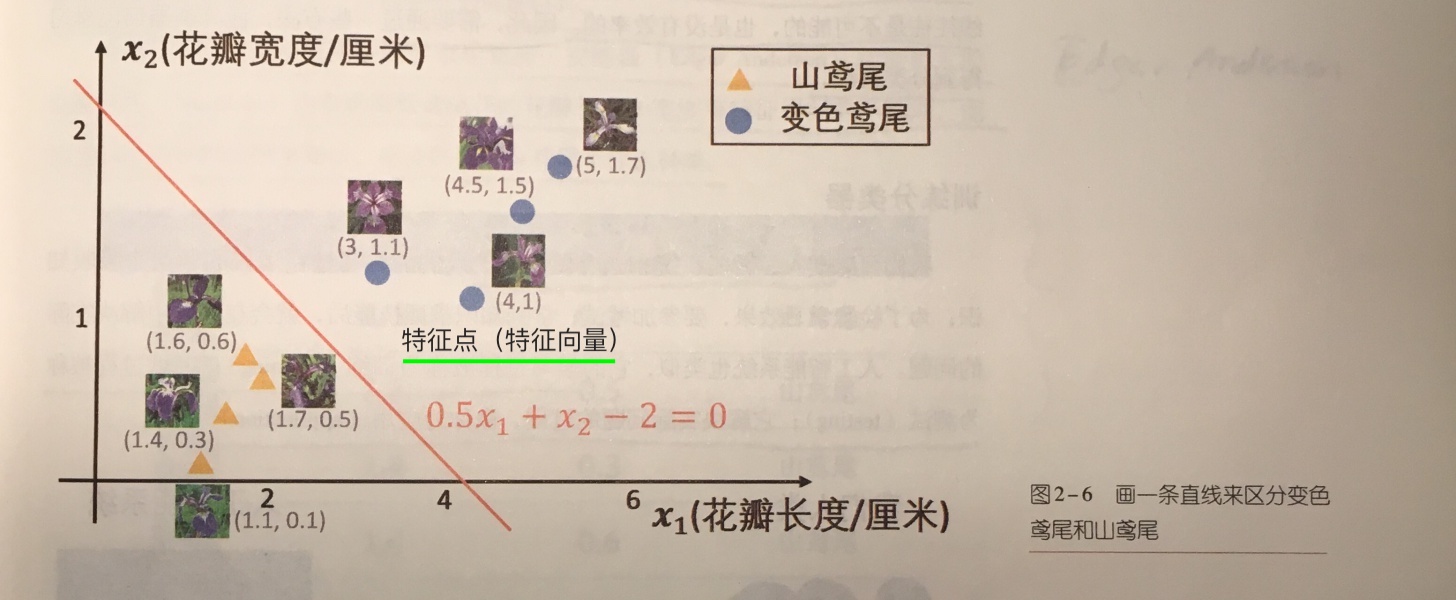 x₂(花瓣宽度/厘米)
山鸢尾
变色鸢尾
2
(5, 1.7)
(4.5, 1.5)
(3, 1.1)
(4,1)
1
特征点（特征向量）
(1.6, 0.6)
(1.7, 0.5)
0.5x₁ + x₂ − 2 = 0
(1.4, 0.3)
2
4
6
x₁(花瓣长度/厘米)
(1.1, 0.1)
图2-6 画一条直线来区分变色
鸢尾和山鸢尾